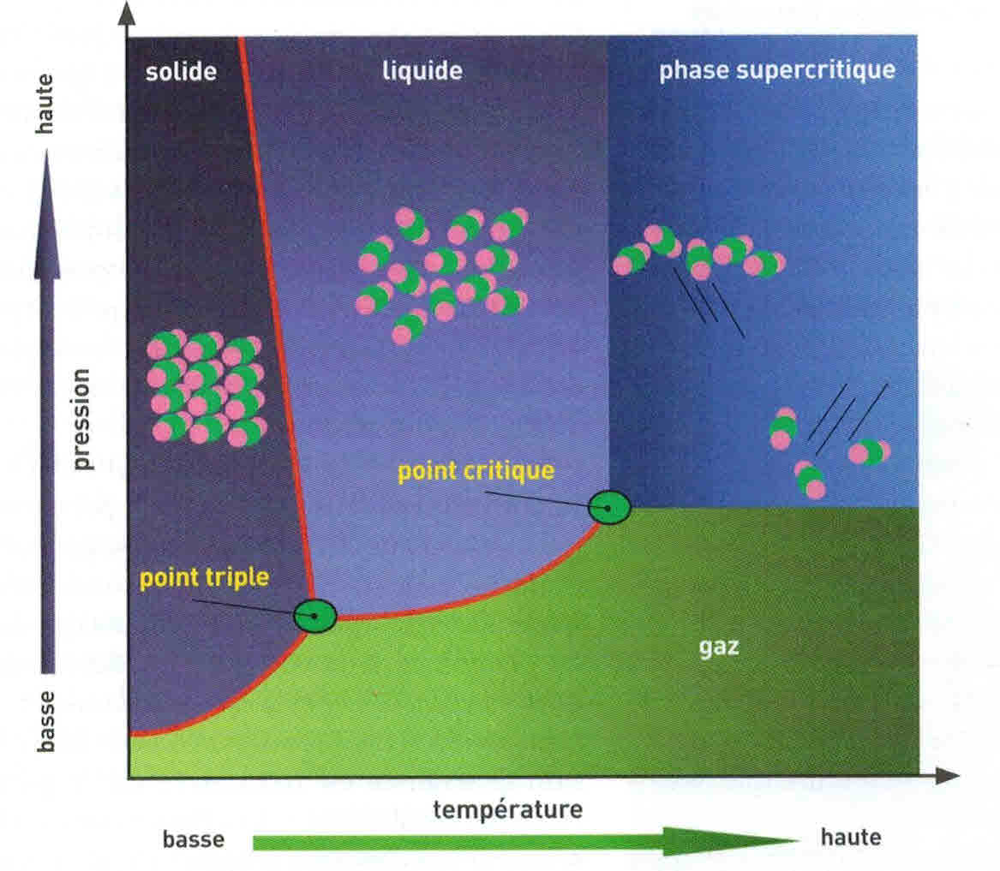 solide
liquide
phase supercritique
haute
pression
basse
point critique
point triple
gaz
température
basse
haute